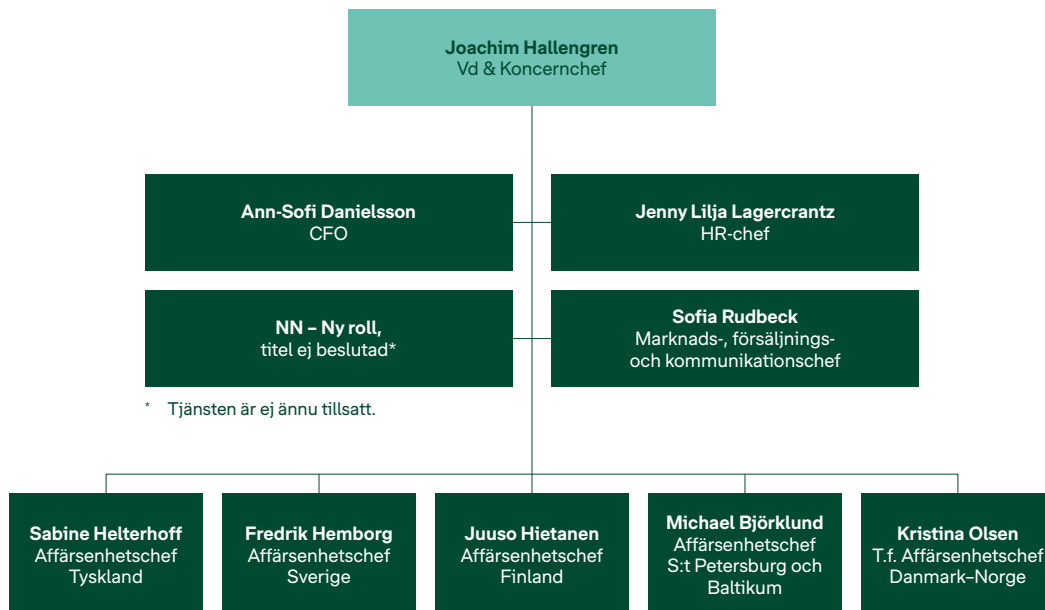 Joachim Hallengren
Vd & Koncernchef
Ann-Sofi Danielsson
CFO
Jenny Lilja Lagercrantz
HR-chef
NN – Ny roll,
titel ej beslutad*
Sofia Rudbeck
Marknads-, försäljnings-
och kommunikationschef
* Tjänsten är ej ännu tillsatt.
Sabine Helterhoff
Affärsenhetschef
Tyskland
Fredrik Hemborg
Affärsenhetschef
Sverige
Juuso Hietanen
Affärsenhetschef
Finland
Michael Björklund
Affärsenhetschef
S:t Petersburg och
Baltikum
Kristina Olsen
T.f. Affärsenhetschef
Danmark–Norge